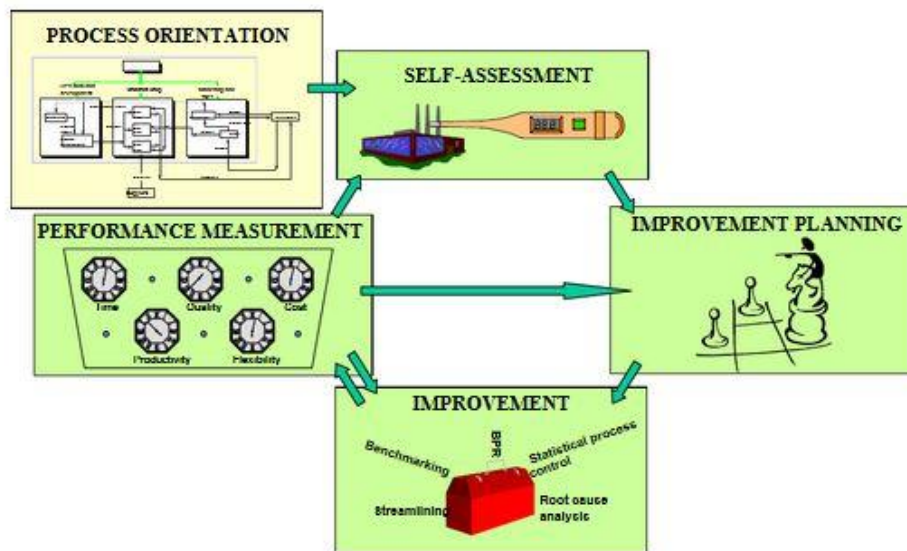 PROCESS ORIENTATION
SELF-ASSESSMENT
PERFORMANCE MEASUREMENT
Time
Quality
Cost
Productivity
Flexibility
IMPROVEMENT PLANNING
IMPROVEMENT
Benchmarking
BPR
Statistical process
control
Streamlining
Root cause
analysis